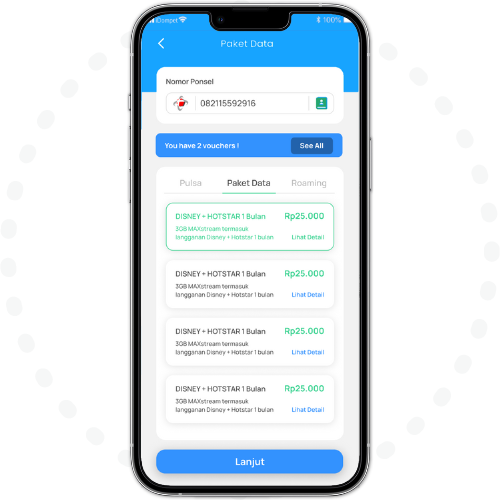 iDompet
100%
Paket Data
Nomor Ponsel
082115592916
You have 2 vouchers !
See All
Pulsa
Paket Data
Roaming
DISNEY + HOTSTAR 1 Bulan
Rp25.000
3GB MAXstream termasuk
langganan Disney + Hotstar 1 bulan
Lihat Detail
DISNEY + HOTSTAR 1 Bulan
Rp25.000
3GB MAXstream termasuk
langganan Disney + Hotstar 1 bulan
Lihat Detail
DISNEY + HOTSTAR 1 Bulan
Rp25.000
3GB MAXstream termasuk
langganan Disney + Hotstar 1 bulan
Lihat Detail
DISNEY + HOTSTAR 1 Bulan
Rp25.000
3GB MAXstream termasuk
langganan Disney + Hotstar 1 bulan
Lihat Detail
Lanjut